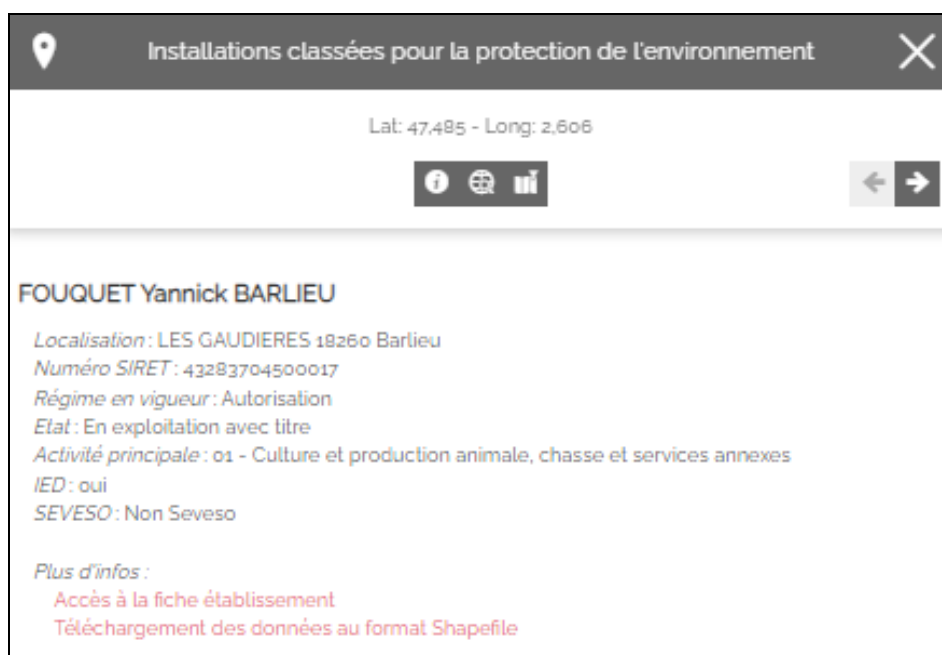 Installations classées pour la protection de l'environnement
Lat: 47,485 - Long: 2,606
FOUQUET Yannick BARLIEU
Localisation : LES GAUDIERES 18260 Barlieu
Numéro SIRET : 43283704500017
Régime en vigueur : Autorisation
Etat : En exploitation avec titre
Activité principale : 01 - Culture et production animale, chasse et services annexes
IED : oui
SEVESO : Non Seveso
Plus d'infos :
Accès à la fiche établissement
Téléchargement des données au format Shapefile